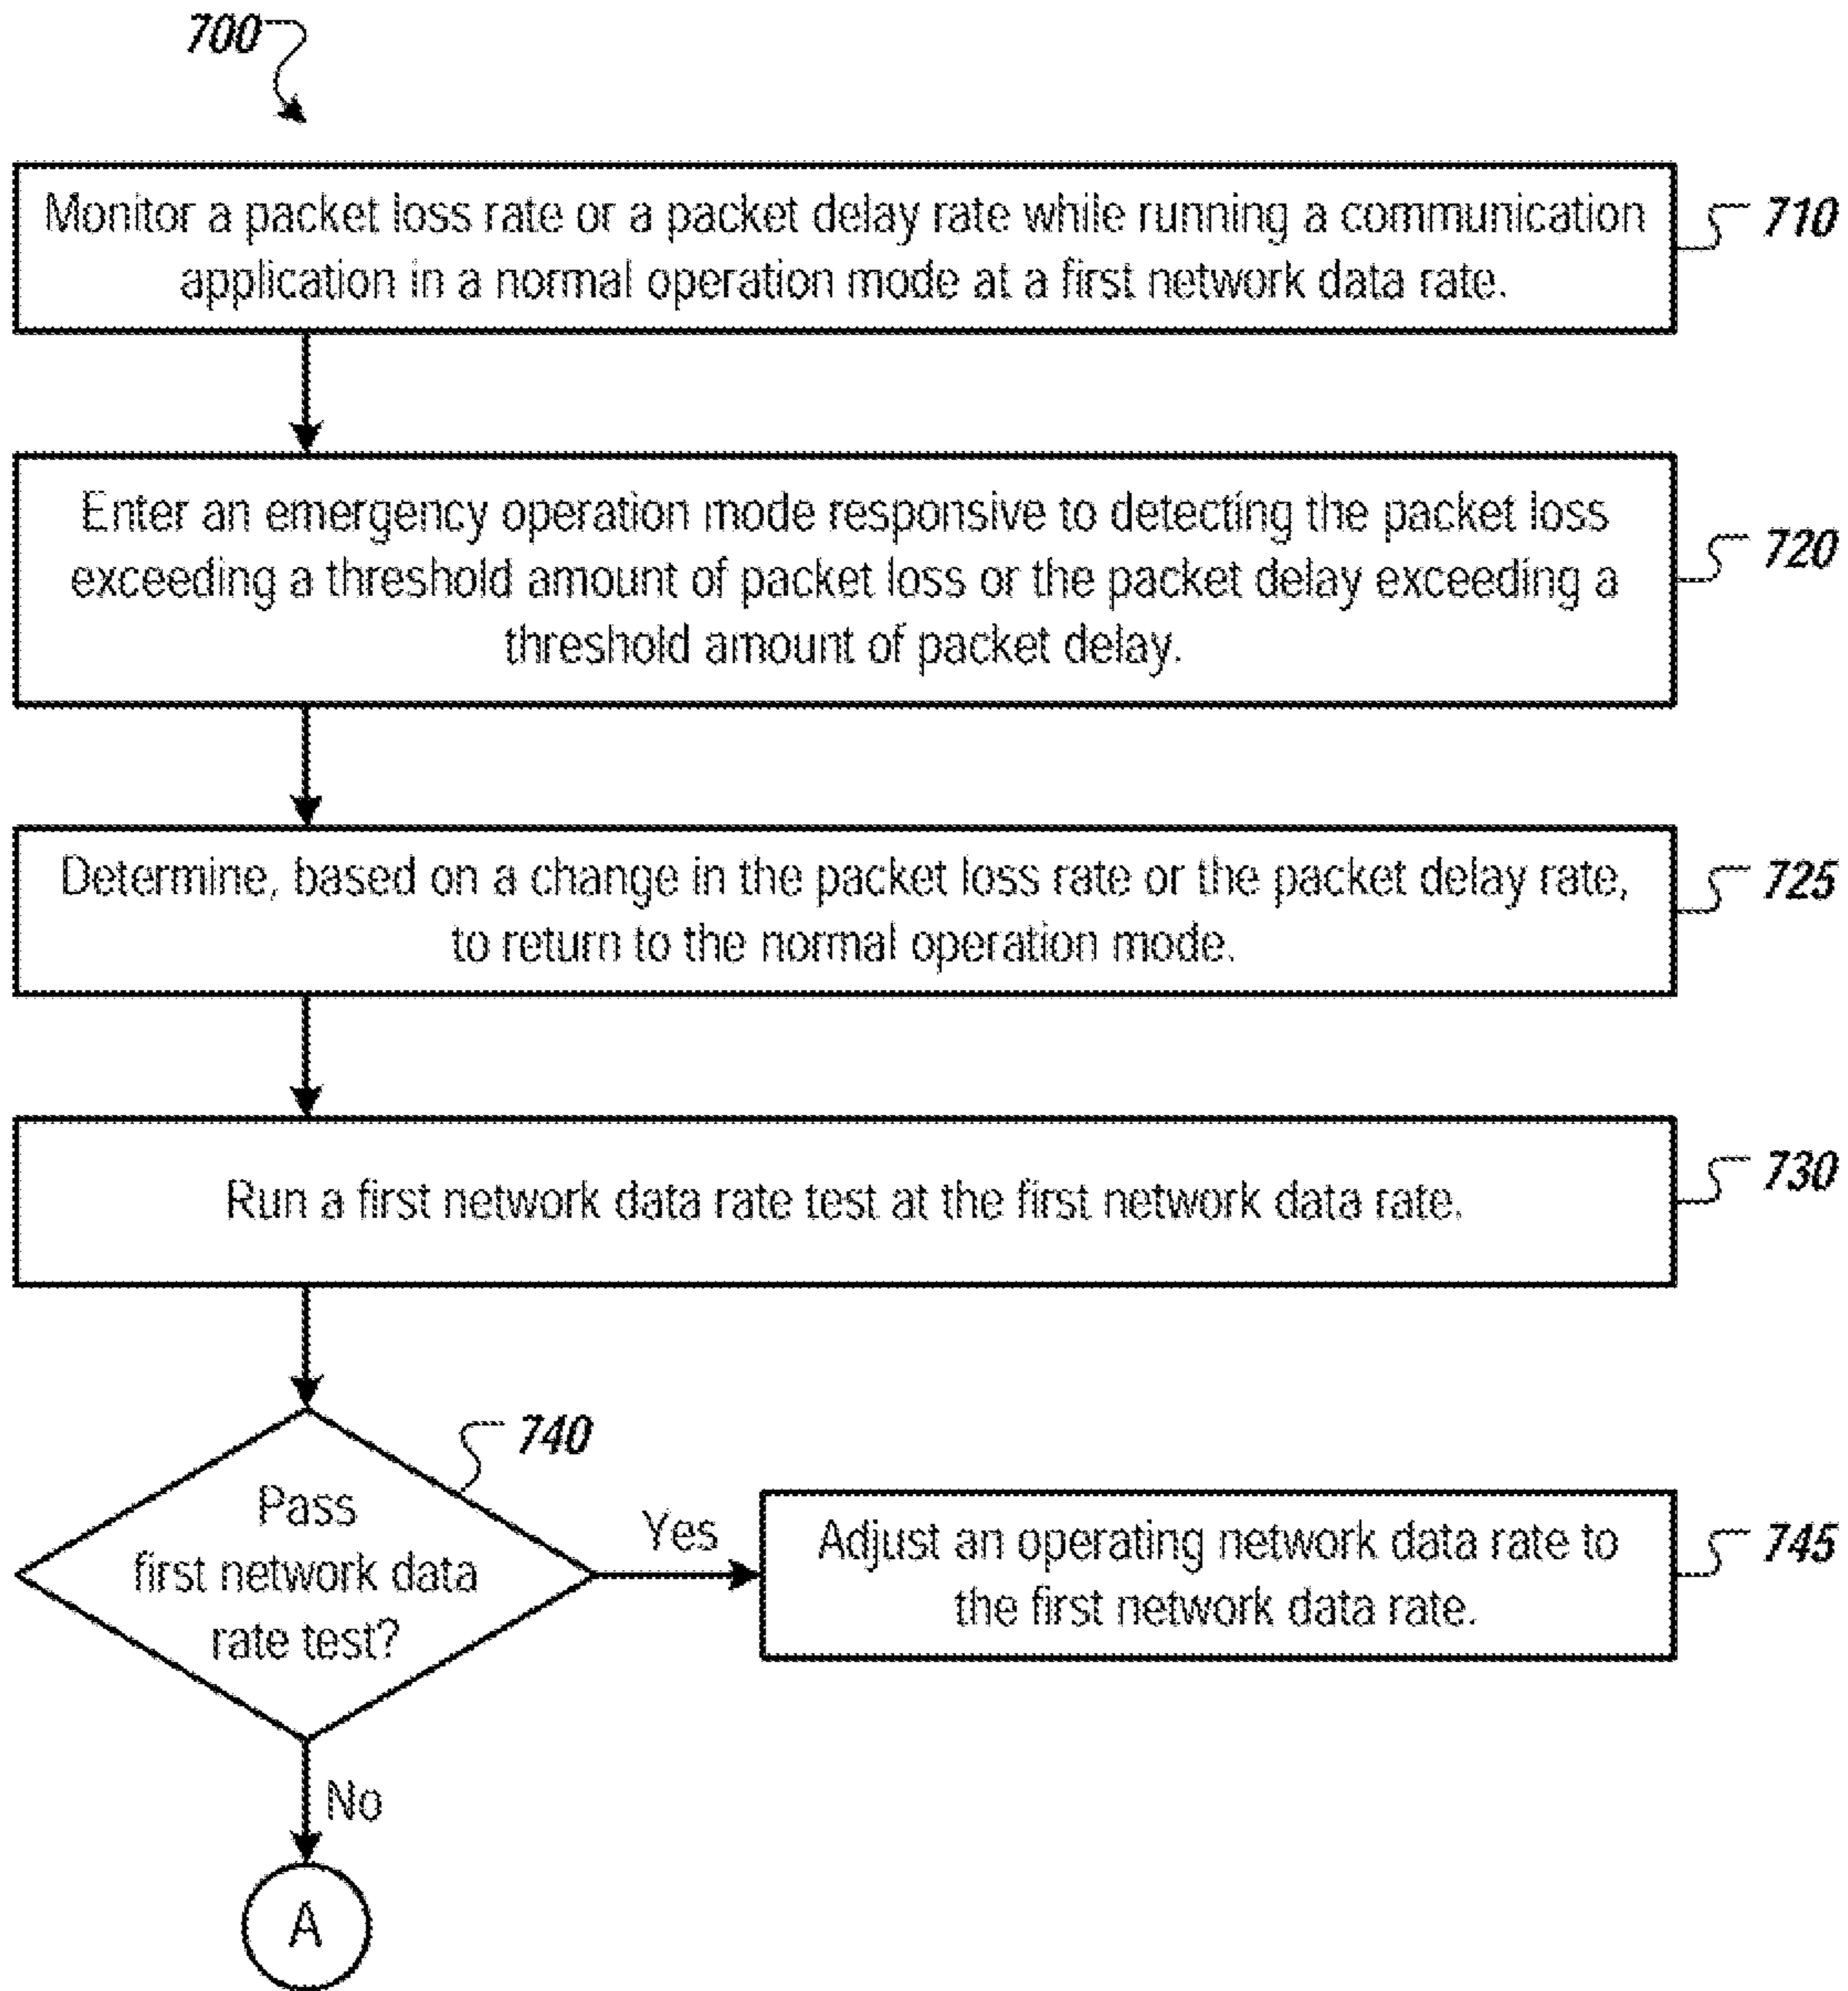 700
Monitor a packet loss rate or a packet delay rate while running a communication
application in a normal operation mode at a first network data rate.
710
Enter an emergency operation mode responsive to detecting the packet loss
exceeding a threshold amount of packet loss or the packet delay exceeding a
threshold amount of packet delay.
720
Determine, based on a change in the packet loss rate or the packet delay rate,
to return to the normal operation mode.
725
Run a first network data rate test at the first network data rate.
730
740
Pass
first network data
rate test?
Yes
Adjust an operating network data rate to
the first network data rate.
745
No
A